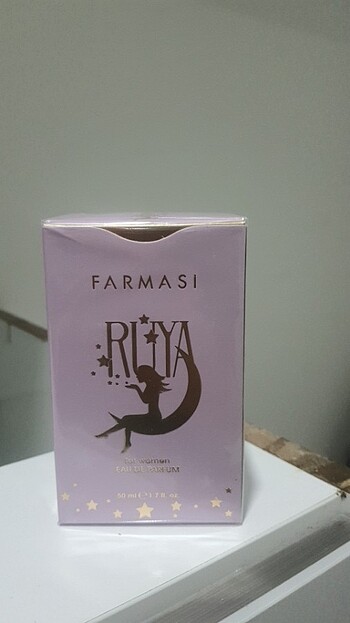 FARMASi
RUYA
for women
EAU DE PARFUM
50 ml ℮ 1.7 fl. oz.